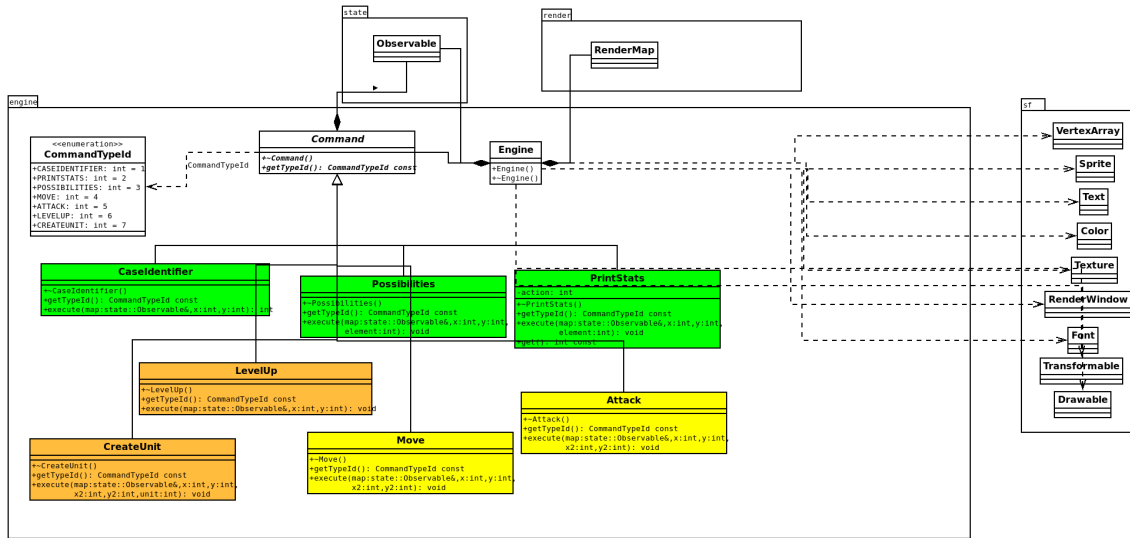 state
Observable
render
RenderMap
engine
<<enumeration>>
CommandTypeId
+CASEIDENTIFIER: int = 1
+PRINTSTATS: int = 2
+POSSIBILITIES: int = 3
+MOVE: int = 4
+ATTACK: int = 5
+LEVELUP: int = 6
+CREATEUNIT: int = 7
CommandTypeId
Command
+~Command()
+getTypeId(): CommandTypeId const
Engine
+Engine()
+~Engine()
sf
VertexArray
Sprite
Text
Color
Texture
RenderWindow
Font
Transformable
Drawable
CaseIdentifier
+~CaseIdentifier()
+getTypeId(): CommandTypeId const
+execute(map:state::Observable&,x:int,y:int): int
Possibilities
+~Possibilities()
+getTypeId(): CommandTypeId const
+execute(map:state::Observable&,x:int,y:int,
element:int): void
PrintStats
-action: int
+~PrintStats()
+getTypeId(): CommandTypeId const
+execute(map:state::Observable&,x:int,y:int,
element:int): void
+get(): int const
LevelUp
+~LevelUp()
+getTypeId(): CommandTypeId const
+execute(map:state::Observable&,x:int,y:int): void
Attack
+~Attack()
+getTypeId(): CommandTypeId const
+execute(map:state::Observable&,x:int,y:int,
x2:int,y2:int): void
CreateUnit
+~CreateUnit()
+getTypeId(): CommandTypeId const
+execute(map:state::Observable&,x:int,y:int,
x2:int,y2:int,unit:int): void
Move
+~Move()
+getTypeId(): CommandTypeId const
+execute(map:state::Observable&,x:int,y:int,
x2:int,y2:int): void